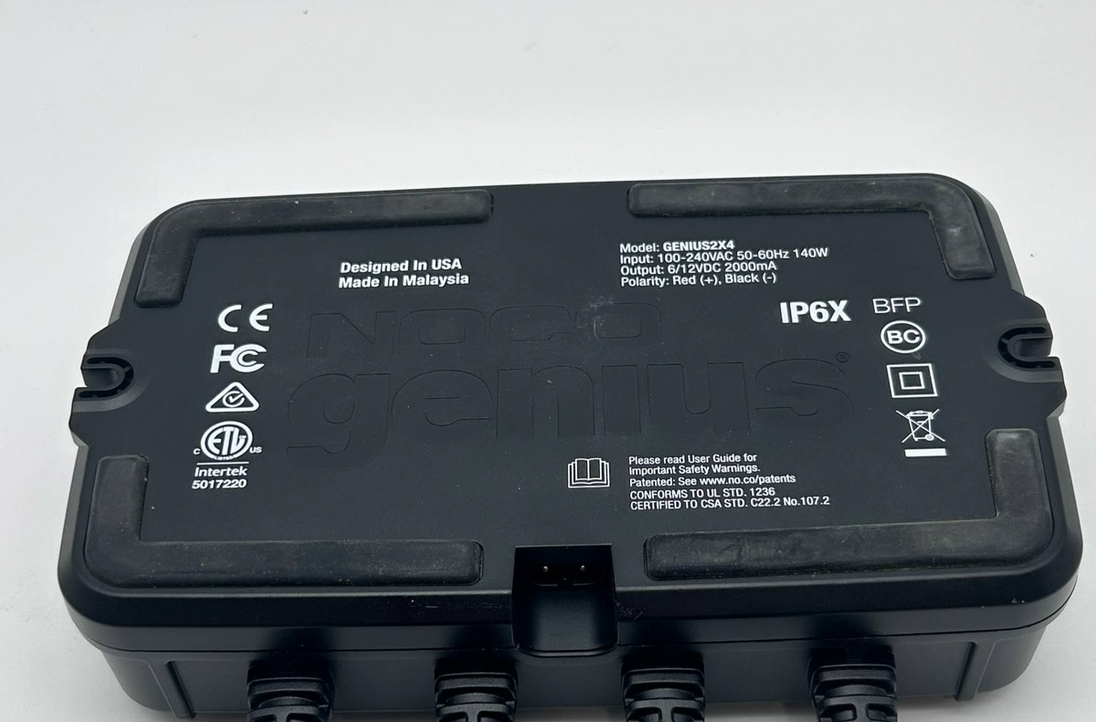 Designed In USA
Made In Malaysia
Model: GENIUS2X4
Input: 100-240VAC 50-60Hz 140W
Output: 6/12VDC 2000mA
Polarity: Red (+), Black (-)
CE
FC
C ETL LISTED US
Intertek
5017220
NOCO
genius®
IP6X
BFP
BC
Please read User Guide for
Important Safety Warnings.
Patented: See www.no.co/patents
CONFORMS TO UL STD. 1236
CERTIFIED TO CSA STD. C22.2 No.107.2